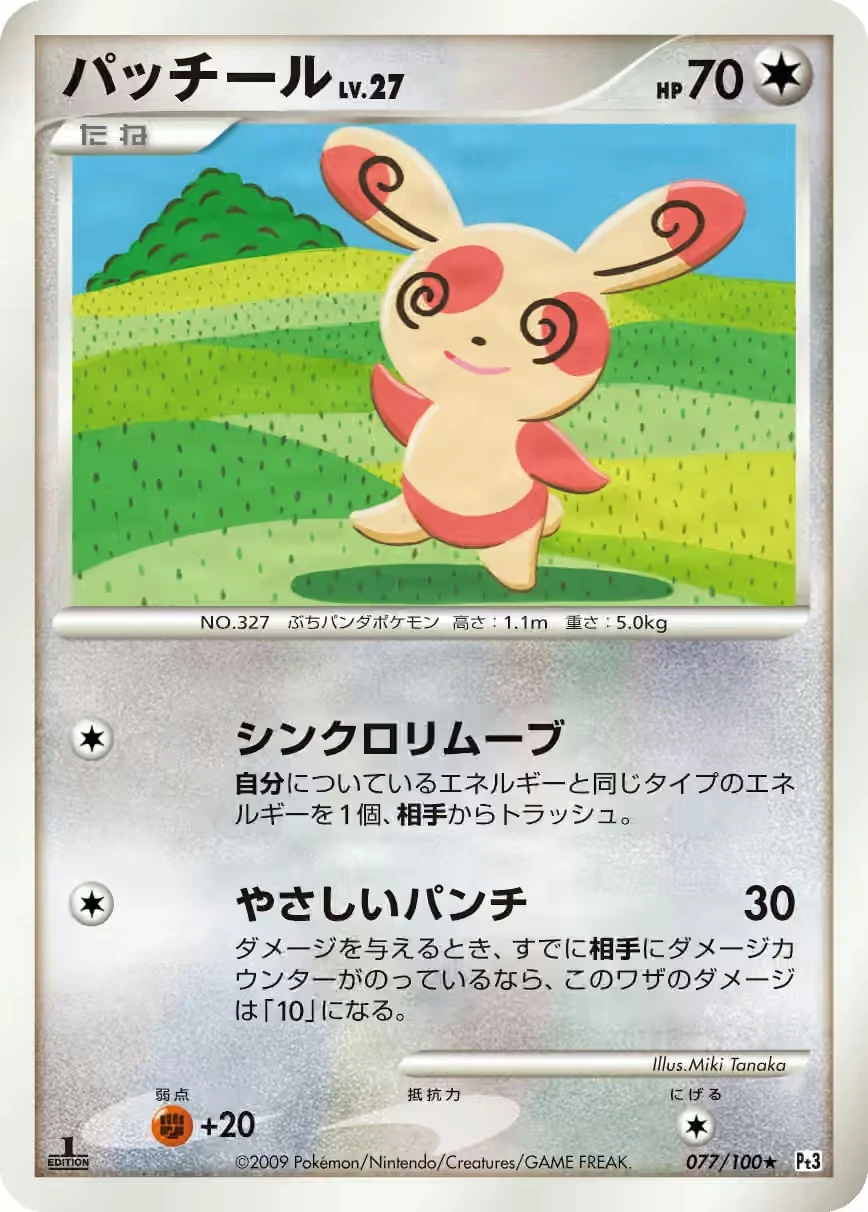 パッチール LV.27 HP 70
たね
NO.327 ぶちパンダポケモン 高さ：1.1m 重さ：5.0kg
シンクロリムーブ
自分についているエネルギーと同じタイプのエネ
ルギーを1個、相手からトラッシュ。
やさしいパンチ 30
ダメージを与えるとき、すでに相手にダメージカ
ウンターがのっているなら、このワザのダメージ
は「10」になる。
Illus.Miki Tanaka
弱点 抵抗力 にげる
+20
1 EDITION ©2009 Pokémon/Nintendo/Creatures/GAME FREAK. 077/100★ Pt3